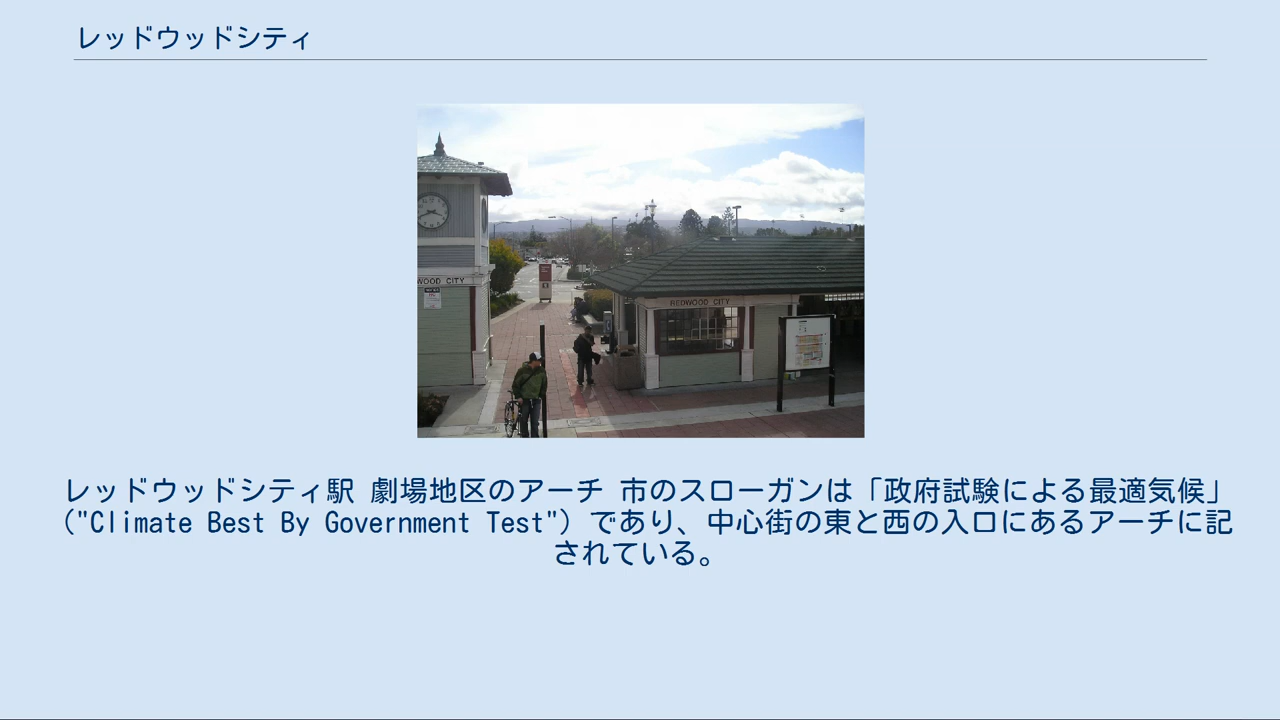 レッドウッドシティ
WOOD CITY
REDWOOD CITY
レッドウッドシティ駅 劇場地区のアーチ 市のスローガンは「政府試験による最適気候」
("Climate Best By Government Test") であり、中心街の東と西の入口にあるアーチに記
されている。